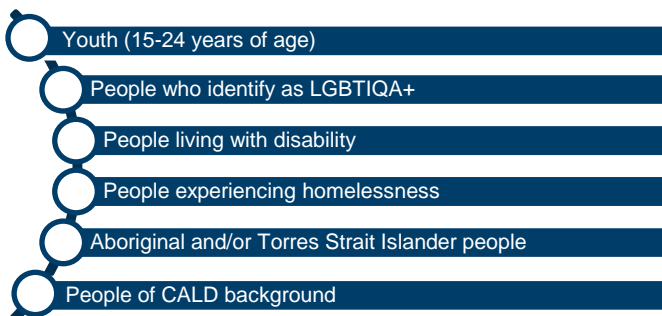 Youth (15-24 years of age)
People who identify as LGBTIQA+
People living with disability
People experiencing homelessness
Aboriginal and/or Torres Strait Islander people
People of CALD background